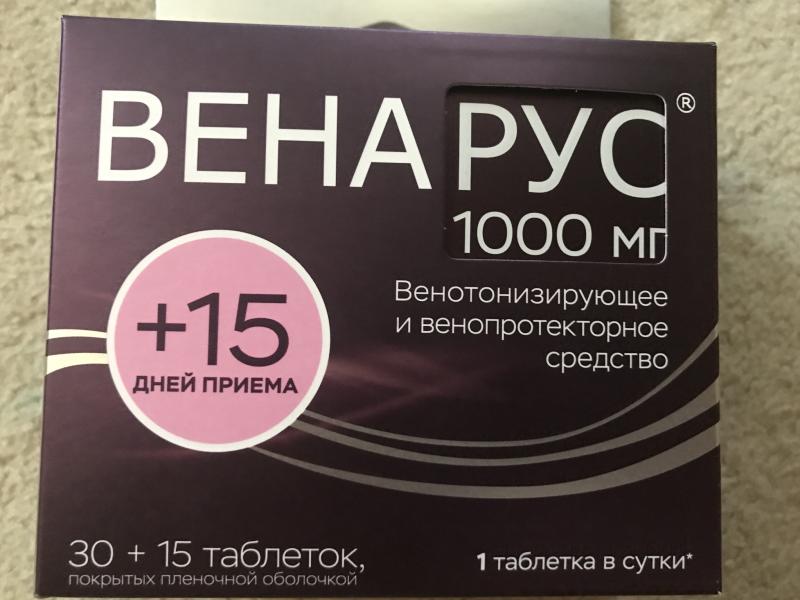 ВЕНАРУС®
1000 мг
Венотонизирующее
и венопротекторное
средство
+15
ДНЕЙ ПРИЕМА
30 + 15 таблеток,
покрытых пленочной оболочкой
1 таблетка в сутки*